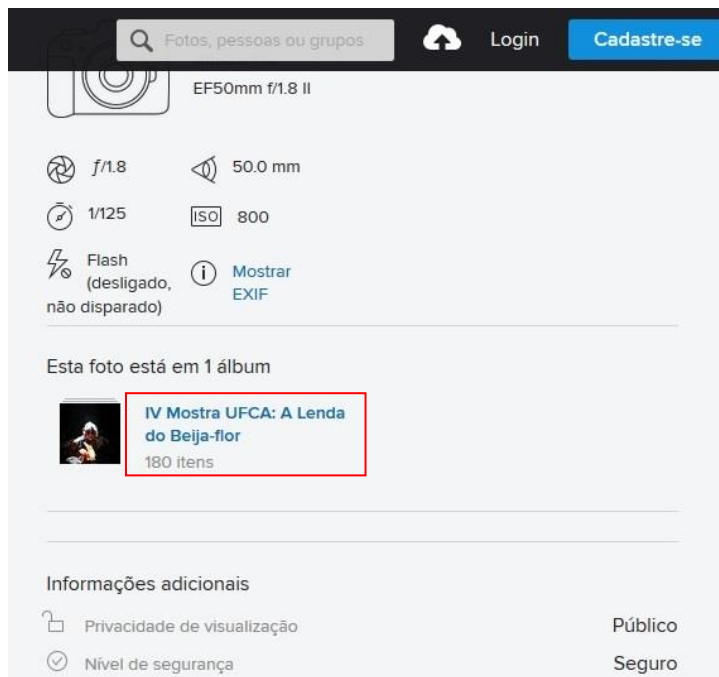 Fotos, pessoas ou grupos
Login
Cadastre-se
EF50mm f/1.8 II
ƒ/1.8
50.0 mm
1/125
ISO 800
Flash
(desligado,
não disparado)
Mostrar
EXIF
Esta foto está em 1 álbum
IV Mostra UFCA: A Lenda
do Beija-flor
180 itens
Informações adicionais
Privacidade de visualização
Público
Nível de segurança
Seguro